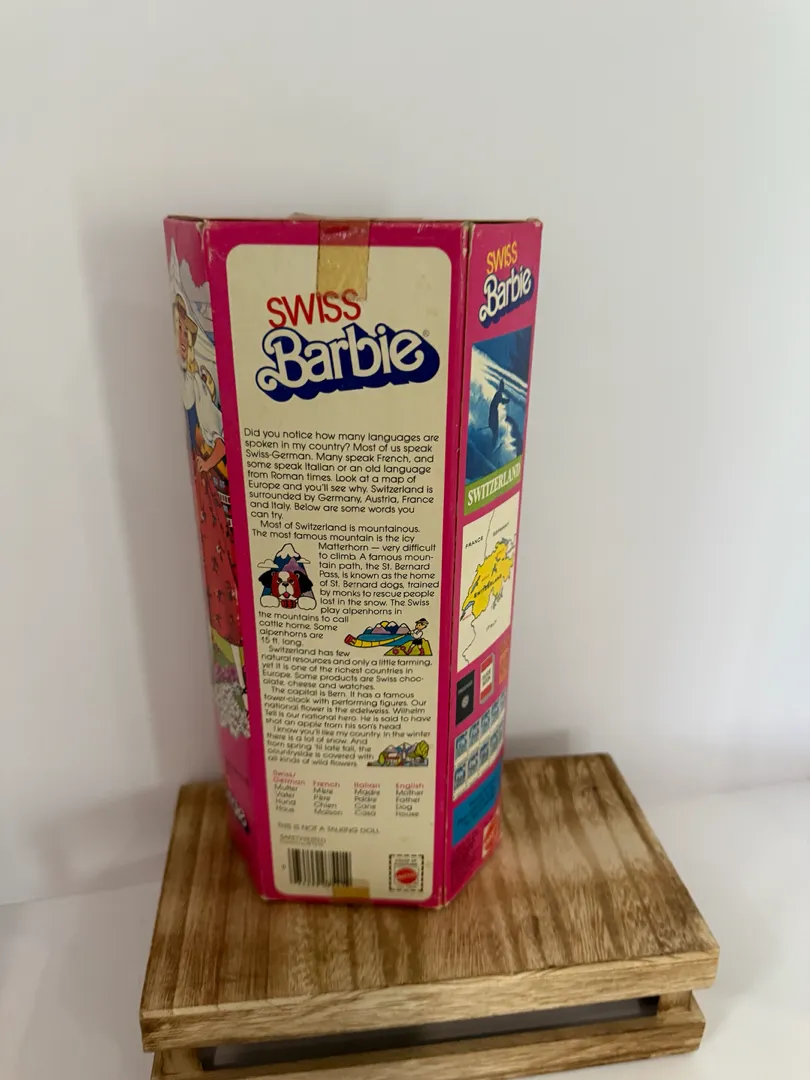 SWISS
Barbie®
Did you notice how many languages are
spoken in my country? Most of us speak
Swiss-German. Many speak French, and
some speak Italian or an old language
from Roman times. Look at a map of
Europe and you'll see why. Switzerland is
surrounded by Germany, Austria, France
and Italy. Below are some words you
can try.
Most of Switzerland is mountainous.
The most famous mountain is the icy
Matterhorn — very difficult
to climb. A famous moun-
tain path, the St. Bernard
Pass, is known as the home
of St. Bernard dogs, trained
by monks to rescue people
lost in the snow. The Swiss
play alpenhorns in
the mountains to call
cattle home. Some
alpenhorns are
15 ft. long.
Switzerland has few
natural resources and only a little farming,
yet it is one of the richest countries in
Europe. Some products are Swiss choc-
olate, cheese and watches.
The capital is Bern. It has a famous
tower-clock with performing figures. Our
national flower is the edelweiss. Wilhelm
Tell is our national hero. He is said to have
shot an apple from his son's head.
I know you'll like my country. In the winter
there is a lot of snow. And
from spring 'til late fall, the
countryside is covered with
all kinds of wild flowers.
Swiss/
German French Italian English
Mutter Mère Madre Mother
Vater Père Padre Father
Hund Chien Cane Dog
Haus Maison Casa House
THIS IS NOT A TALKING DOLL.
SWISS
Barbie
SWITZERLAND
FRANCE
GERMANY
SWITZERLAND
ITALY